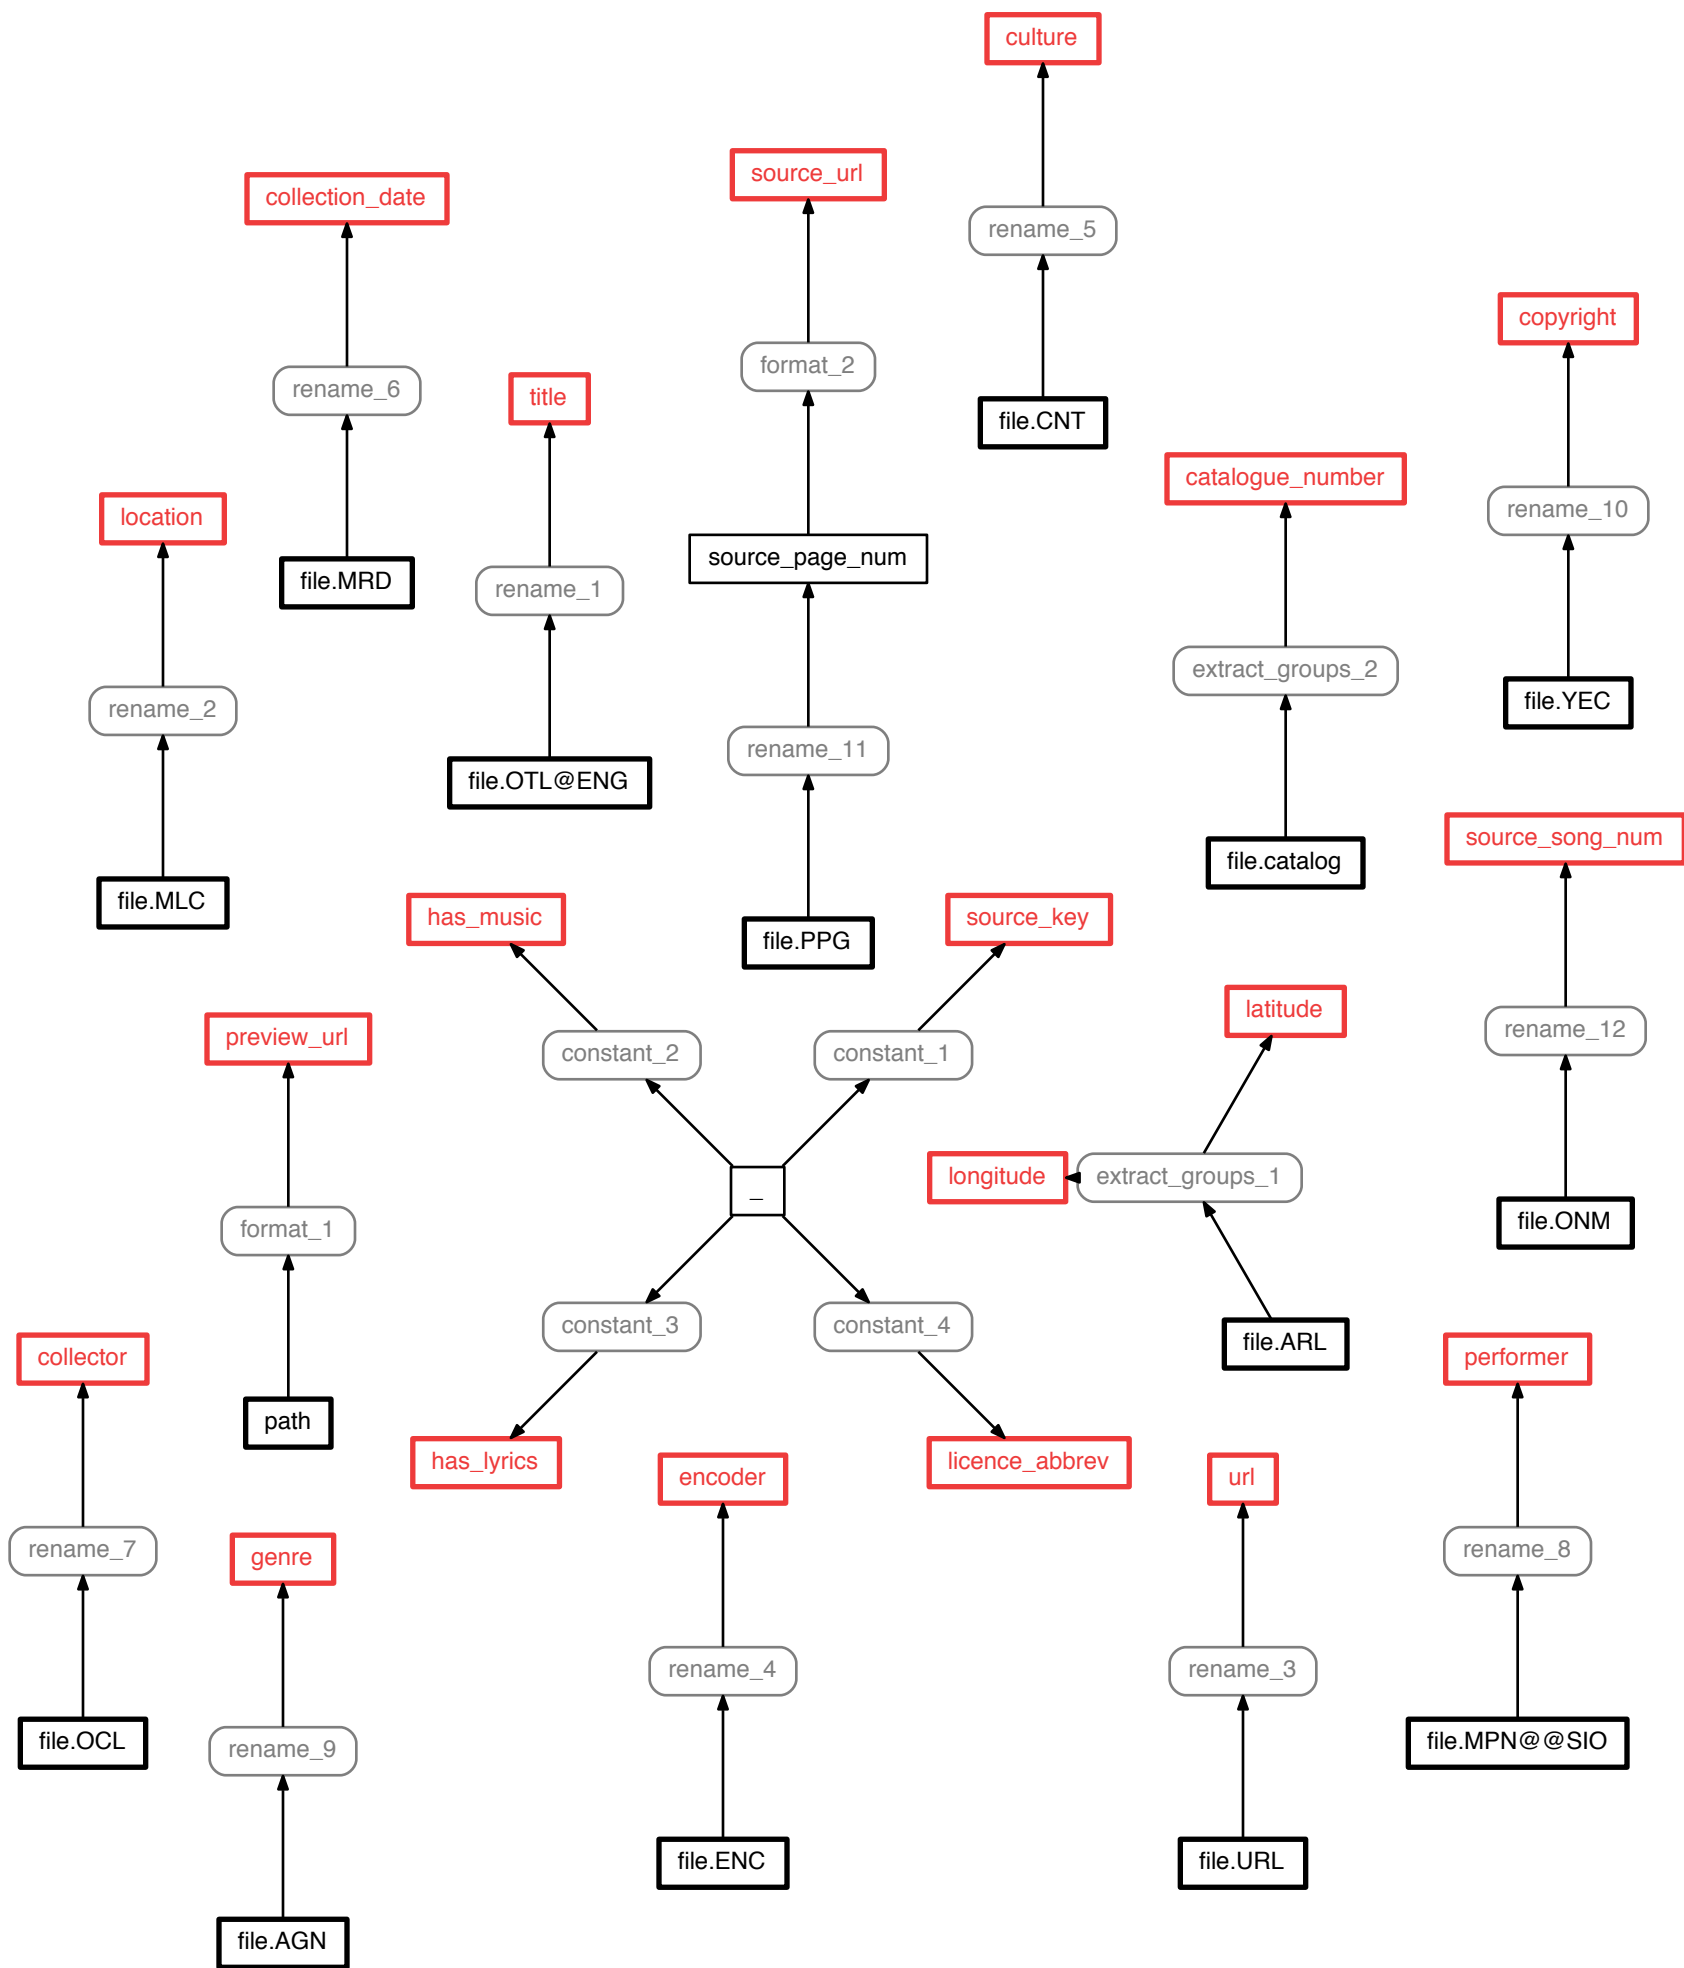 culture
source_url
collection_date
rename_5
copyright
format_2
rename_6
title
file.CNT
catalogue_number
location
rename_10
source_page_num
file.MRD
rename_1
extract_groups_2
file.YEC
rename_2
rename_11
file.OTL@ENG
source_song_num
file.catalog
file.MLC
has_music
source_key
file.PPG
latitude
preview_url
rename_12
constant_2
constant_1
longitude
extract_groups_1
_
file.ONM
format_1
constant_3
constant_4
file.ARL
collector
performer
path
has_lyrics
licence_abbrev
encoder
url
rename_7
rename_8
genre
rename_4
rename_3
file.OCL
rename_9
file.MPN@@SIO
file.ENC
file.URL
file.AGN